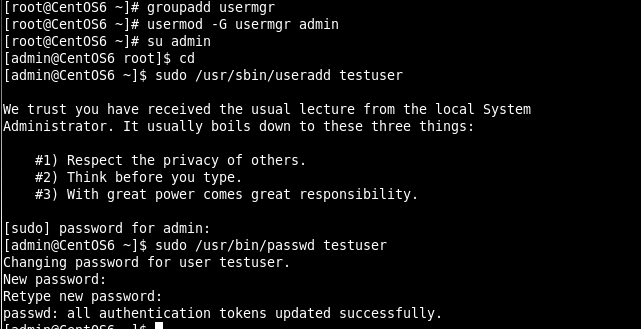 [root@CentOS6 ~]# groupadd usermgr
[root@CentOS6 ~]# usermod -G usermgr admin
[root@CentOS6 ~]# su admin
[admin@CentOS6 root]$ cd
[admin@CentOS6 ~]$ sudo /usr/sbin/useradd testuser
We trust you have received the usual lecture from the local System
Administrator. It usually boils down to these three things:
#1) Respect the privacy of others.
#2) Think before you type.
#3) With great power comes great responsibility.
[sudo] password for admin:
[admin@CentOS6 ~]$ sudo /usr/bin/passwd testuser
Changing password for user testuser.
New password:
Retype new password:
passwd: all authentication tokens updated successfully.
[admin@CentOS6 ~]$